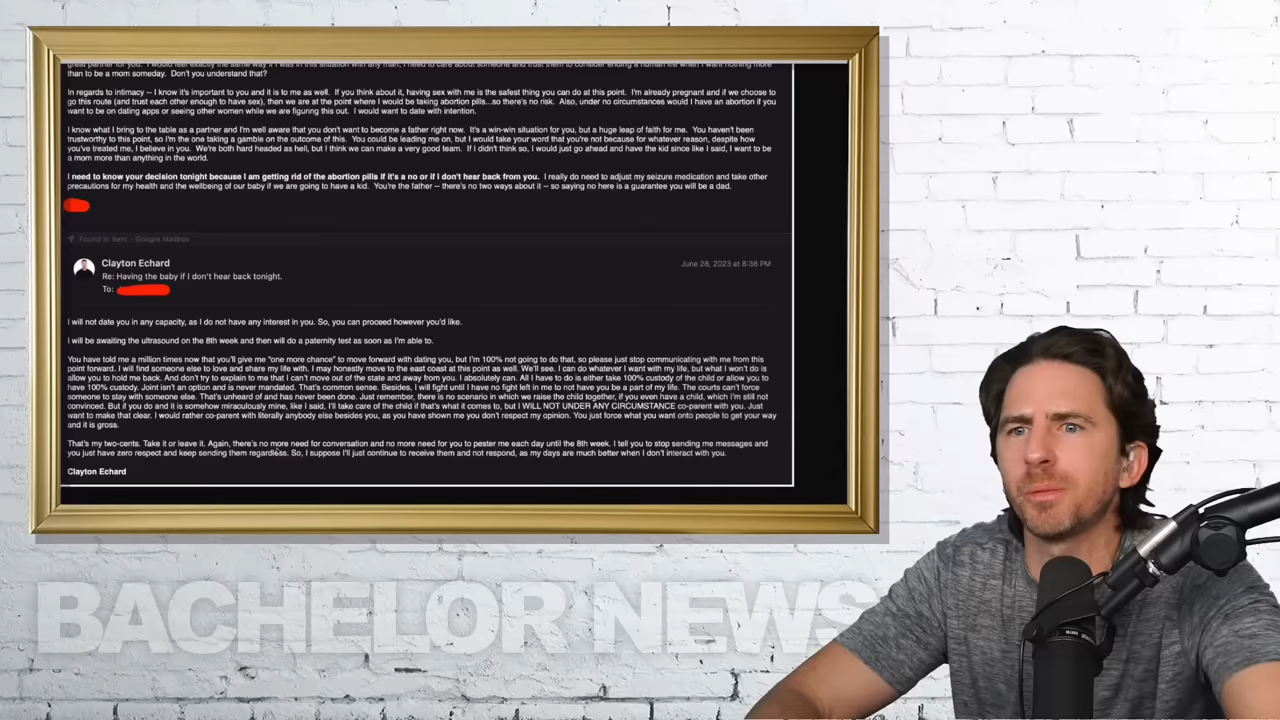 great partner for you. I would feel exactly the same way if I was in this situation with any man, I need to care about someone and trust them to consider ending a human life when I want nothing more
than to be a mom someday. Don't you understand that?
In regards to intimacy -- I know it's important to you and it is to me as well. If you think about it, having sex with me is the safest thing you can do at this point. I'm already pregnant and if we choose to
go this route (and trust each other enough to have sex), then we are at the point where I would be taking abortion pills...so there's no risk. Also, under no circumstances would I have an abortion if you
want to be on dating apps or seeing other women while we are figuring this out. I would want to date with intention.
I know what I bring to the table as a partner and I'm well aware that you don't want to become a father right now. It's a win-win situation for you, but a huge leap of faith for me. You haven't been
trustworthy to this point, so I'm the one taking a gamble on the outcome of this. You could be leading me on, but I would take your word that you're not because for whatever reason, despite how
you've treated me, I believe in you. We're both hard headed as hell, but I think we can make a very good team. If I didn't think so, I would just go ahead and have the kid since like I said, I want to be
a mom more than anything in the world.
I need to know your decision tonight because I am getting rid of the abortion pills if it's a no or if I don't hear back from you. I really do need to adjust my seizure medication and take other
precautions for my health and the wellbeing of our baby if we are going to have a kid. You're the father -- there's no two ways about it -- so saying no here is a guarantee you will be a dad.
Found in Sent - Google Mailbox
Clayton Echard
June 28, 2023 at 8:36 PM
Re: Having the baby if I don't hear back tonight.
To:
I will not date you in any capacity, as I do not have any interest in you. So, you can proceed however you'd like.
I will be awaiting the ultrasound on the 8th week and then will do a paternity test as soon as I'm able to.
You have told me a million times now that you'll give me "one more chance" to move forward with dating you, but I'm 100% not going to do that, so please just stop communicating with me from this
point forward. I will find someone else to love and share my life with. I may honestly move to the east coast at this point as well. We'll see. I can do whatever I want with my life, but what I won't do is
allow you to hold me back. And don't try to explain to me that I can't move out of the state and away from you. I absolutely can. All I have to do is either take 100% custody of the child or allow you to
have 100% custody. Joint isn't an option and is never mandated. That's common sense. Besides, I will fight until I have no fight left in me to not have you be a part of my life. The courts can't force
someone to stay with someone else. That's unheard of and has never been done. Just remember, there is no scenario in which we raise the child together, if you even have a child, which I'm still not
convinced. But if you do and it is somehow miraculously mine, like I said, I'll take care of the child if that's what it comes to, but I WILL NOT UNDER ANY CIRCUMSTANCE co-parent with you. Just
want to make that clear. I would rather co-parent with literally anybody else besides you, as you have shown me you don't respect my opinion. You just force what you want onto people to get your way
and it is gross.
That's my two-cents. Take it or leave it. Again, there's no more need for conversation and no more need for you to pester me each day until the 8th week. I tell you to stop sending me messages and
you just have zero respect and keep sending them regardless. So, I suppose I'll just continue to receive them and not respond, as my days are much better when I don't interact with you.
Clayton Echard
BACHELOR NEWS